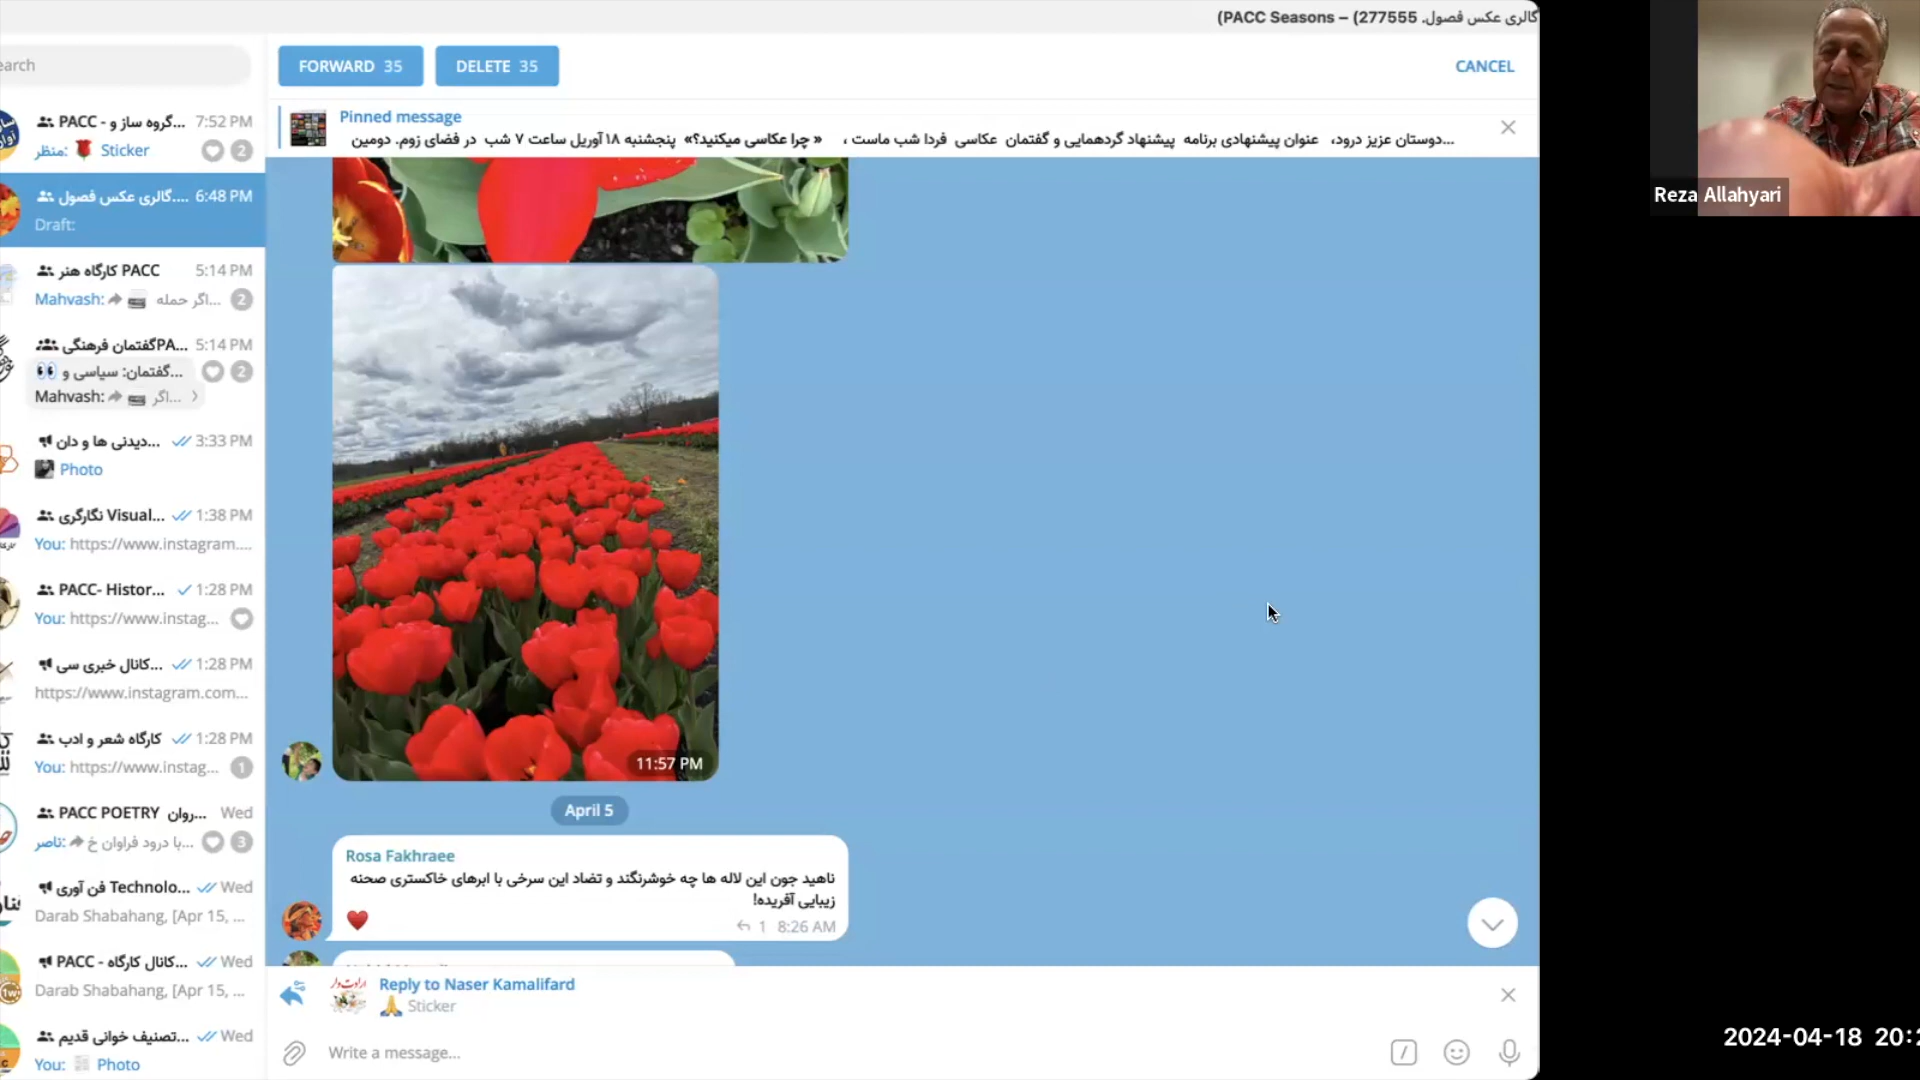 گالری عکس فصول. PACC Seasons – (277555)
earch
FORWARD 35
DELETE 35
CANCEL
Pinned message
دوستان عزیز درود، عنوان پیشنهادی برنامه پیشنهاد گردهمایی و گفتمان عکاسی فردا شب ماست ، « چرا عکاسی میکنید؟» پنجشنبه ۱۸ آوریل ساعت ۷ شب در فضای زوم. دومین...
PACC - گروه ساز و... 7:52 PM
منظر: Sticker 2
گالری عکس فصول.... 6:48 PM
Draft:
کارگاه هنر PACC 5:14 PM
Mahvash: اگر حمله... 2
گفتمان فرهنگیPA... 5:14 PM
گفتمان: سیاسی و... 2
Mahvash: اگر...
دیدنی ها و دان... 3:33 PM
Photo
نگارگری Visual... 1:38 PM
You: https://www.instagram....
PACC- Histor... 1:28 PM
You: https://www.instag...
کانال خبری سی... 1:28 PM
https://www.instagram.com...
کارگاه شعر و ادب 1:28 PM
You: https://www.instag... 1
PACC POETRY روان... Wed
ناصر: با درود فراوان خ... 3
فن آوری Technolo... Wed
Darab Shabahang, [Apr 15, ...
PACC - کانال کارگاه... Wed
Darab Shabahang, [Apr 15, ...
تصنیف خوانی قدیم... Wed
You: Photo
11:57 PM
April 5
Rosa Fakhraee
ناهید جون این لاله ها چه خوشرنگند و تضاد این سرخی با ابرهای خاکستری صحنه
زیبایی آفریده!
1 8:26 AM
Reply to Naser Kamalifard
Sticker
Write a message...
Reza Allahyari
2024-04-18 20:2